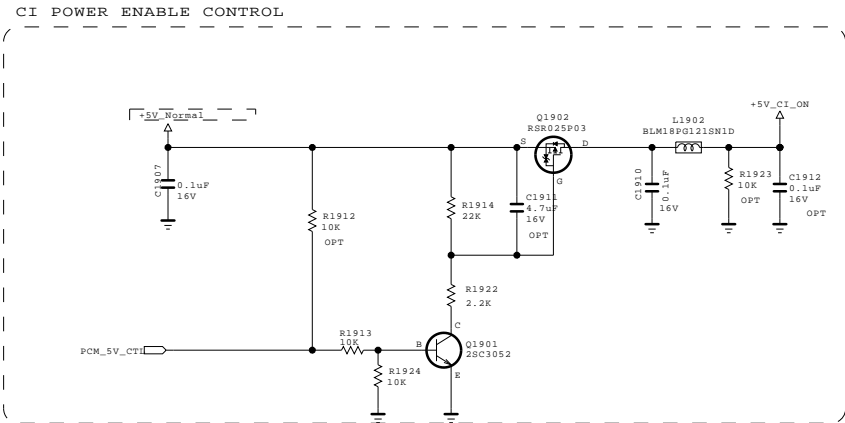 CI POWER ENABLE CONTROL
+5V_Normal
C1907
0.1uF
16V
R1912
10K
OPT
PCM_5V_CTL
R1913
10K
R1924
10K
R1914
22K
R1922
2.2K
B
C
E
Q1901
2SC3052
C1911
4.7uF
16V
OPT
Q1902
RSR025P03
S
D
G
C1910
0.1uF
16V
L1902
BLM18PG121SN1D
R1923
10K
OPT
+5V_CI_ON
C1912
0.1uF
16V
OPT